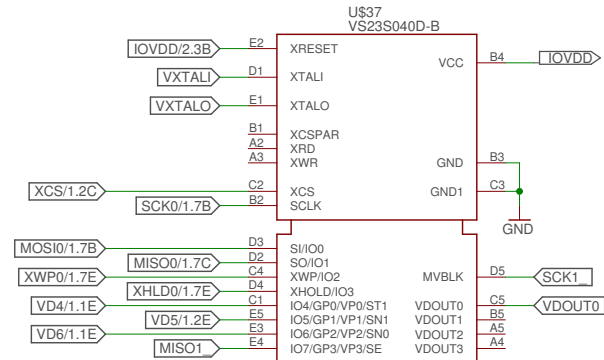 U$37
VS23S040D-B
IOVDD/2.3B E2 XRESET
VCC B4 IOVDD
VXTALI D1 XTALI
VXTALO E1 XTALO
B1 XCSPAR
A2 XRD
A3 XWR
GND B3
XCS/1.2C C2 XCS
GND1 C3
SCK0/1.7B B2 SCLK
GND
MOSI0/1.7B D3 SI/IO0
MISO0/1.7C D2 SO/IO1
XWP0/1.7E C4 XWP/IO2
MVBLK D5 SCK1_
XHLD0/1.7E D4 XHOLD/IO3
VD4/1.1E C1 IO4/GP0/VP0/ST1
VDOUT0 C5 VDOUT0
VD5/1.2E E5 IO5/GP1/VP1/SN1
VDOUT1 B5
VD6/1.1E E3 IO6/GP2/VP2/SN0
VDOUT2 A5
MISO1_ E4 IO7/GP3/VP3/SE
VDOUT3 A4